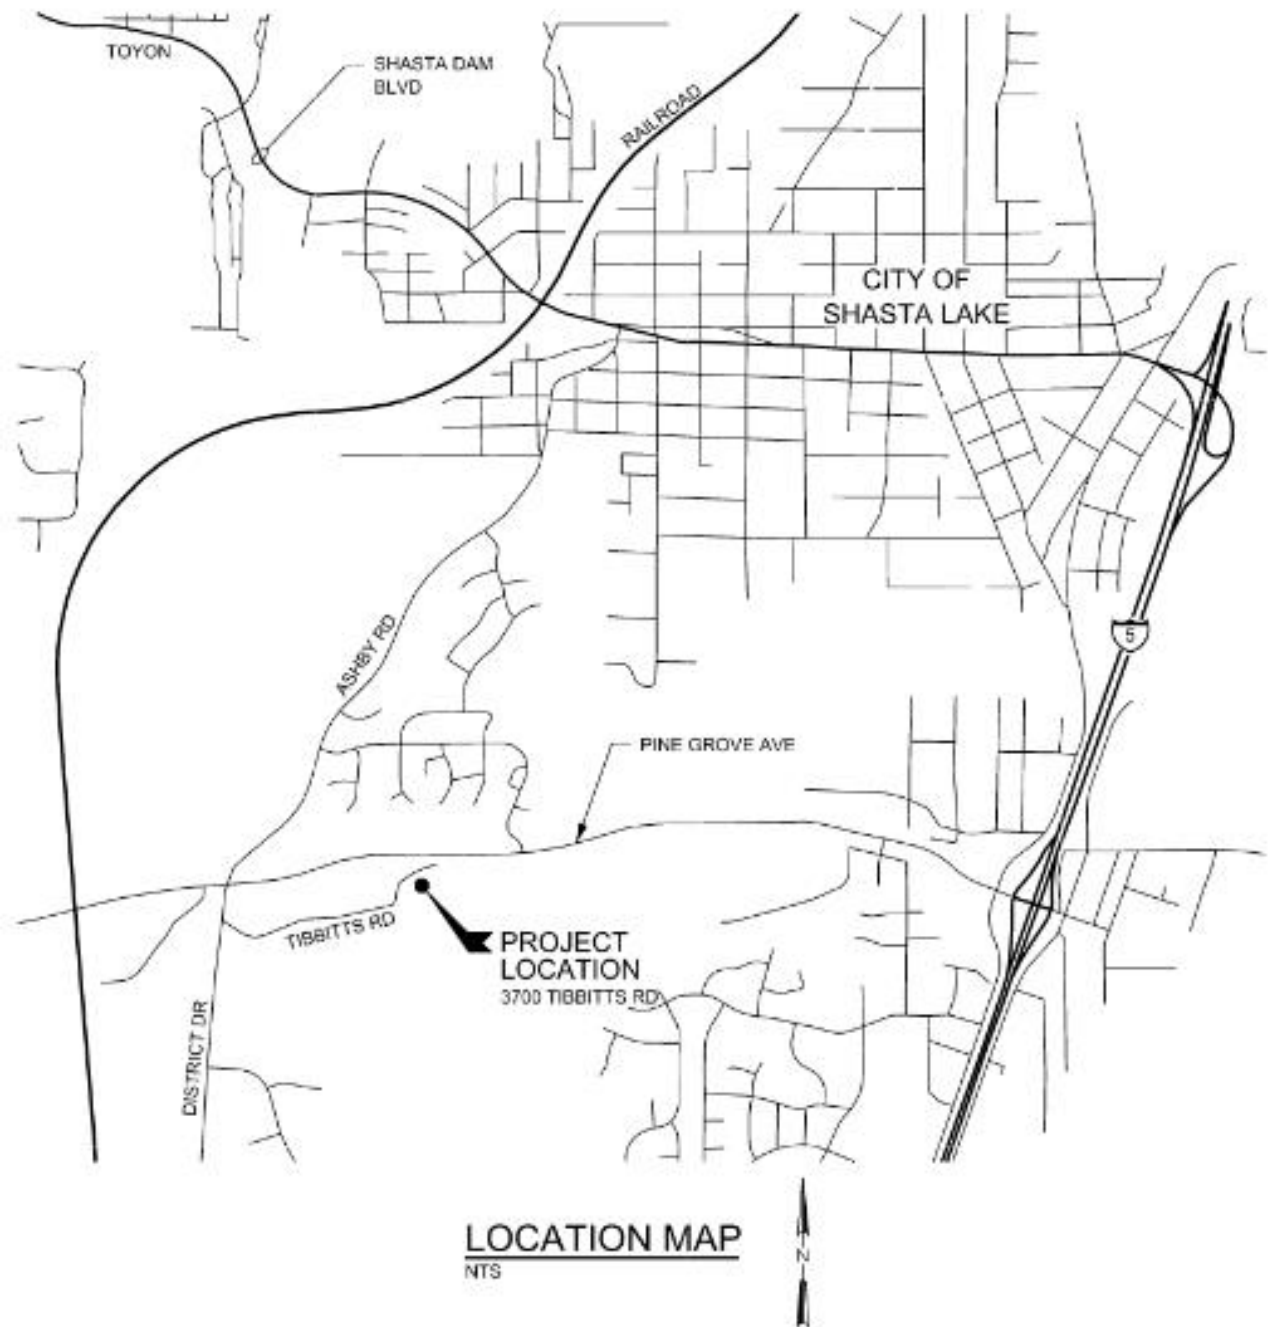 TOYON
SHASTA DAM
BLVD
RAILROAD
CITY OF
SHASTA LAKE
5
ASHBY RD
PINE GROVE AVE
TIBBITTS RD
PROJECT
LOCATION
3700 TIBBITTS RD
DISTRICT DR
LOCATION MAP
NTS
N